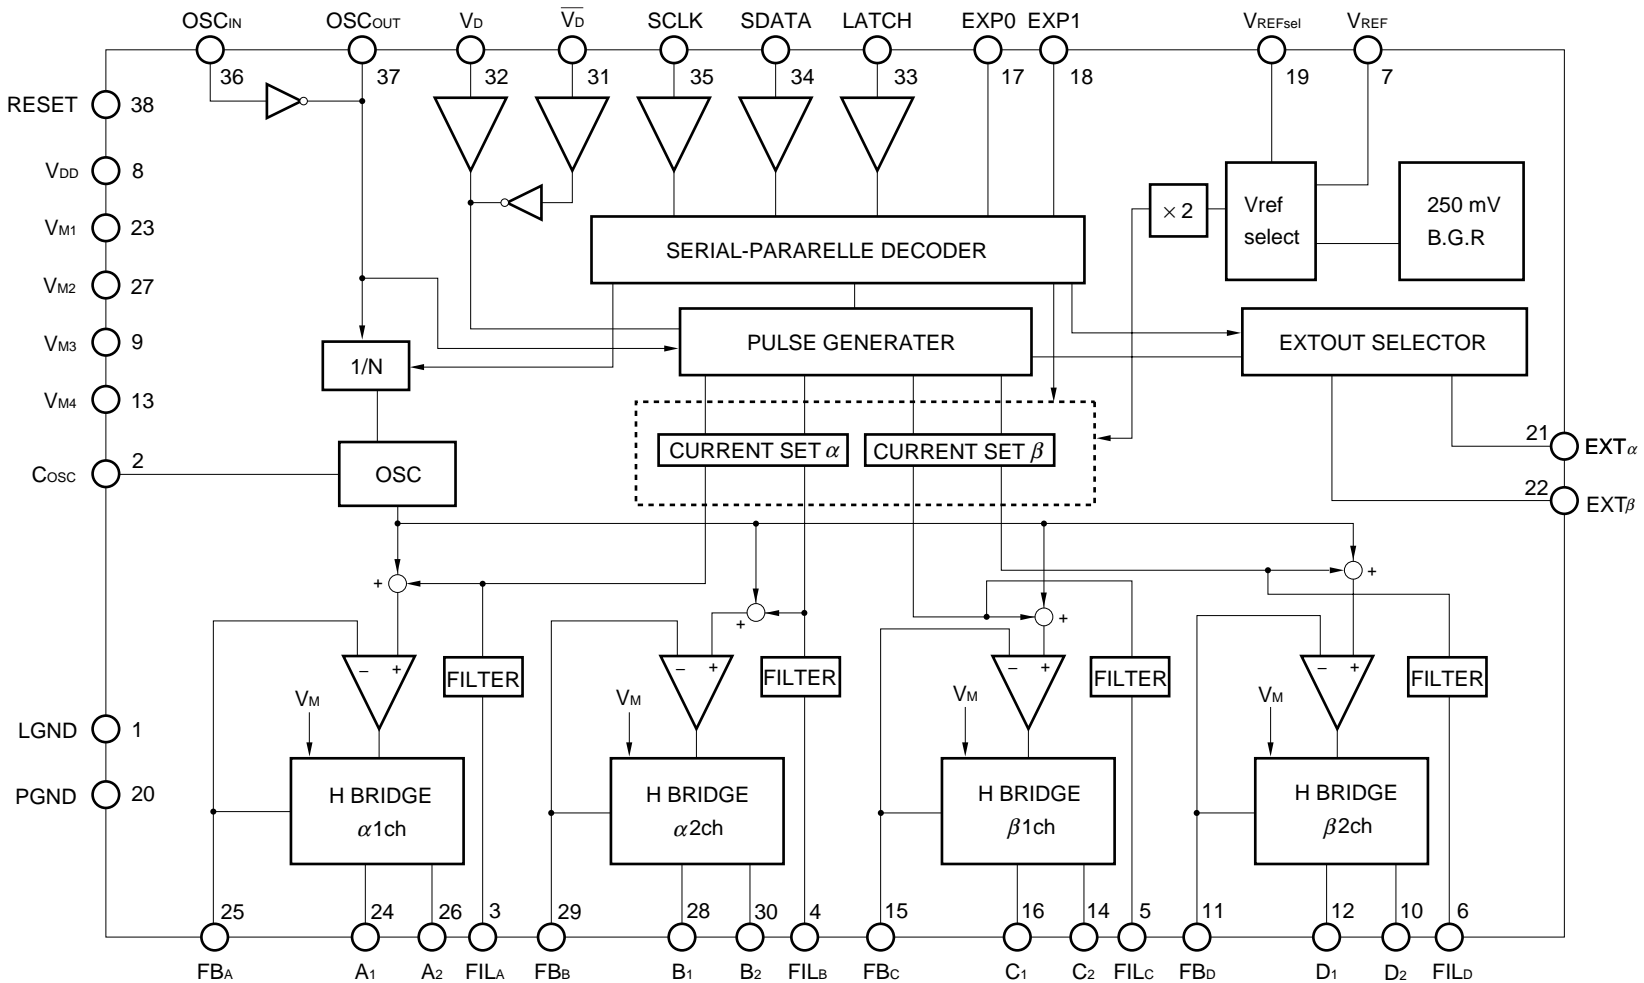 OSCIN OSCOUT VD VD SCLK SDATA LATCH EXP0 EXP1 VREFsel VREF
36 37 32 31 35 34 33 17 18 19 7
RESET 38
VDD 8
VM1 23
VM2 27
VM3 9
VM4 13
COSC 2
LGND 1
PGND 20
× 2
Vref
select
250 mV
B.G.R
SERIAL-PARARELLE DECODER
PULSE GENERATER
EXTOUT SELECTOR
1/N
OSC
CURRENT SET α
CURRENT SET β
21 EXTα
22 EXTβ
+ + + +
− + − + − + − +
FILTER FILTER FILTER FILTER
VM VM VM VM
H BRIDGE
α1ch
H BRIDGE
α2ch
H BRIDGE
β1ch
H BRIDGE
β2ch
25 24 26 3 29 28 30 4 15 16 14 5 11 12 10 6
FBA A1 A2 FILA FBB B1 B2 FILB FBC C1 C2 FILC FBD D1 D2 FILD